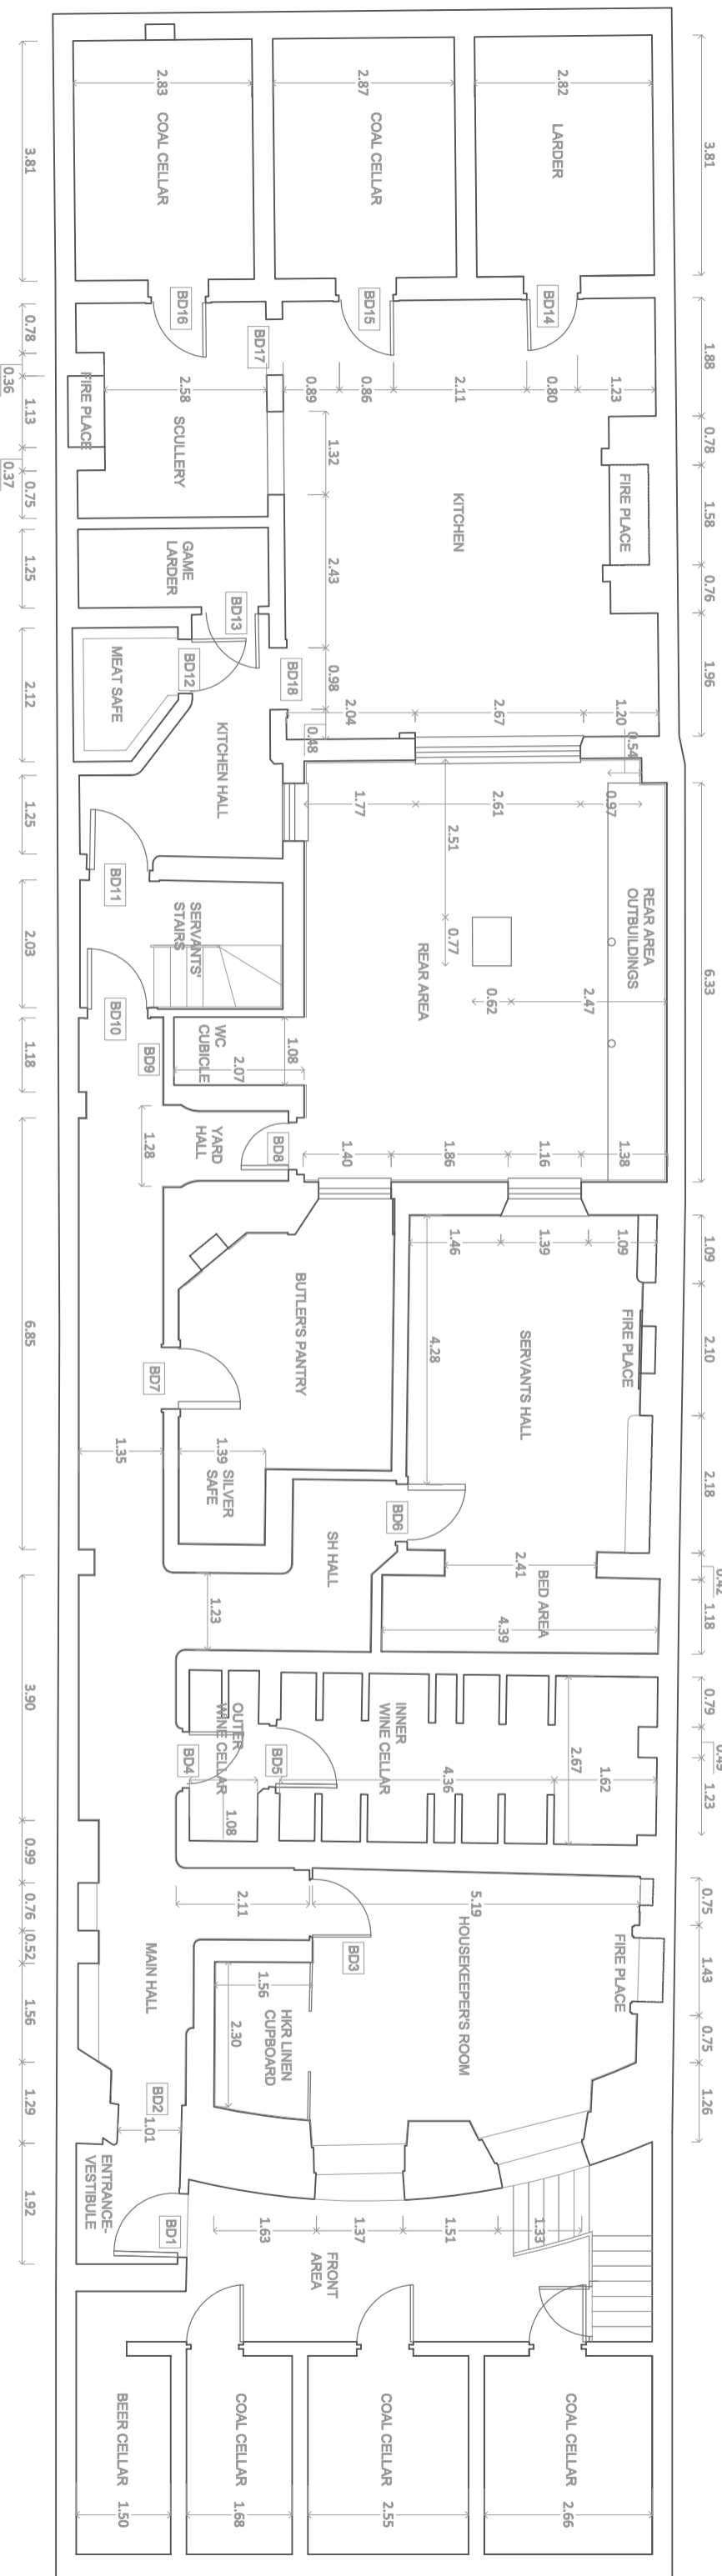 2.83
COAL CELLAR
2.87
COAL CELLAR
2.82
LARDER
3.81
3.81
BD16
BD15
BD14
BD17
0.78
0.36
1.13
0.37
0.75
FIRE PLACE
2.58
SCULLERY
0.89
0.86
2.11
0.80
1.23
1.88
0.78
1.58
0.76
1.96
1.32
KITCHEN
FIRE PLACE
2.43
0.98
1.25
GAME
LARDER
BD13
BD12
BD18
2.12
MEAT SAFE
KITCHEN HALL
0.48
2.04
2.67
1.20
0.54
1.77
2.61
0.97
2.51
0.77
0.62
2.47
REAR AREA
REAR AREA
OUTBUILDINGS
6.33
1.25
BD11
2.03
SERVANTS'
STAIRS
BD10
BD9
1.18
WC
CUBICLE
2.07
1.08
1.28
YARD
HALL
BD8
1.40
1.86
1.16
1.38
6.85
BUTLER'S PANTRY
1.46
1.39
1.09
1.09
4.28
SERVANTS HALL
FIRE PLACE
2.10
BD7
1.35
1.39
SILVER
SAFE
BD6
2.18
SH HALL
2.41
BED AREA
0.42
1.18
1.23
4.39
3.90
OUTER
WINE CELLAR
INNER
WINE CELLAR
0.79
0.49
1.23
BD4
BD5
1.08
4.36
2.67
1.62
0.99
0.76
0.52
1.56
2.11
5.19
0.75
1.43
0.75
1.26
MAIN HALL
BD3
HOUSEKEEPER'S ROOM
FIRE PLACE
1.56
2.30
HKR LINEN
CUPBOARD
BD2
1.01
1.29
1.92
ENTRANCE-
VESTIBULE
BD1
1.63
1.37
1.51
1.33
FRONT
AREA
BEER CELLAR
1.50
COAL CELLAR
1.68
COAL CELLAR
2.55
COAL CELLAR
2.66